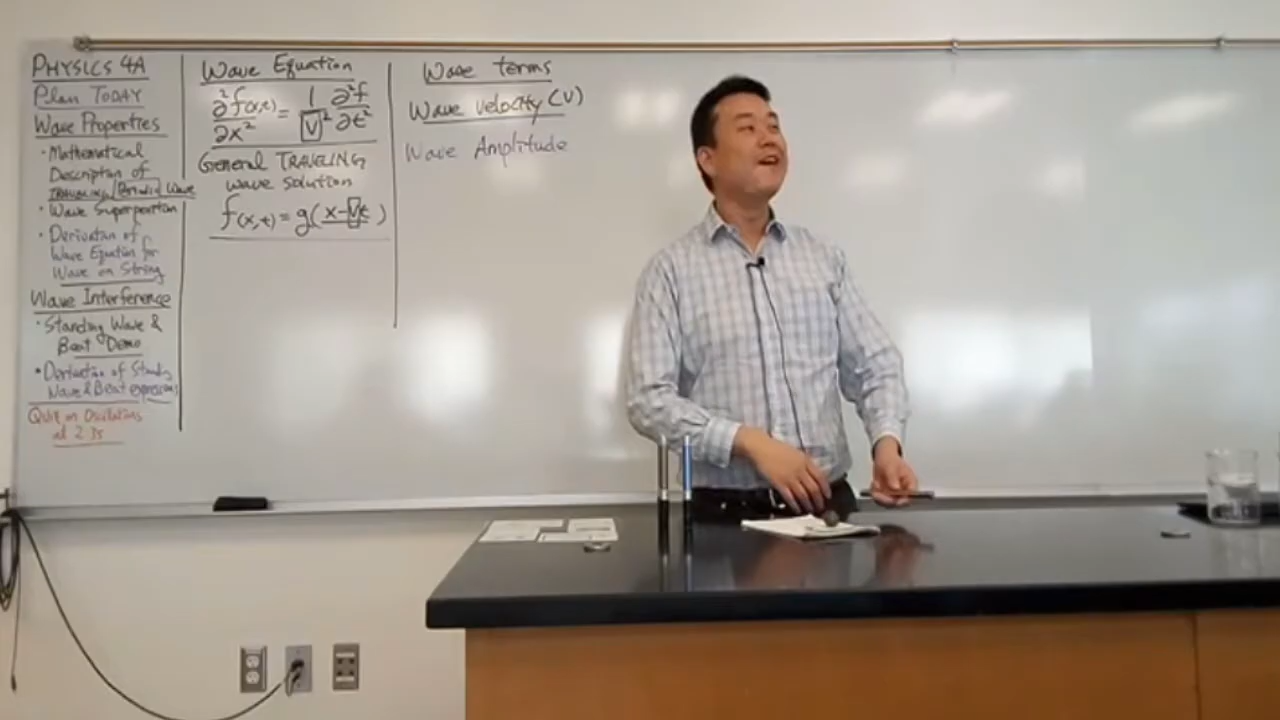 PHYSICS 4A
Plan TODAY
Wave Properties
• Mathematical
Description of
TRAVELING/Periodic Wave
• Wave Superposition
• Derivation of
Wave Equation for
Wave on String
Wave Interference
• Standing Wave &
Beat Demo
• Derivation of Standing
Wave & Beat expressions
Quiz on Oscillations
at 2:35
Wave Equation
∂²f(x,t)/∂x² = 1/v² ∂²f/∂t²
General TRAVELING
wave solution
f(x,t) = g(x-vt)
Wave terms
Wave velocity (v)
Wave Amplitude